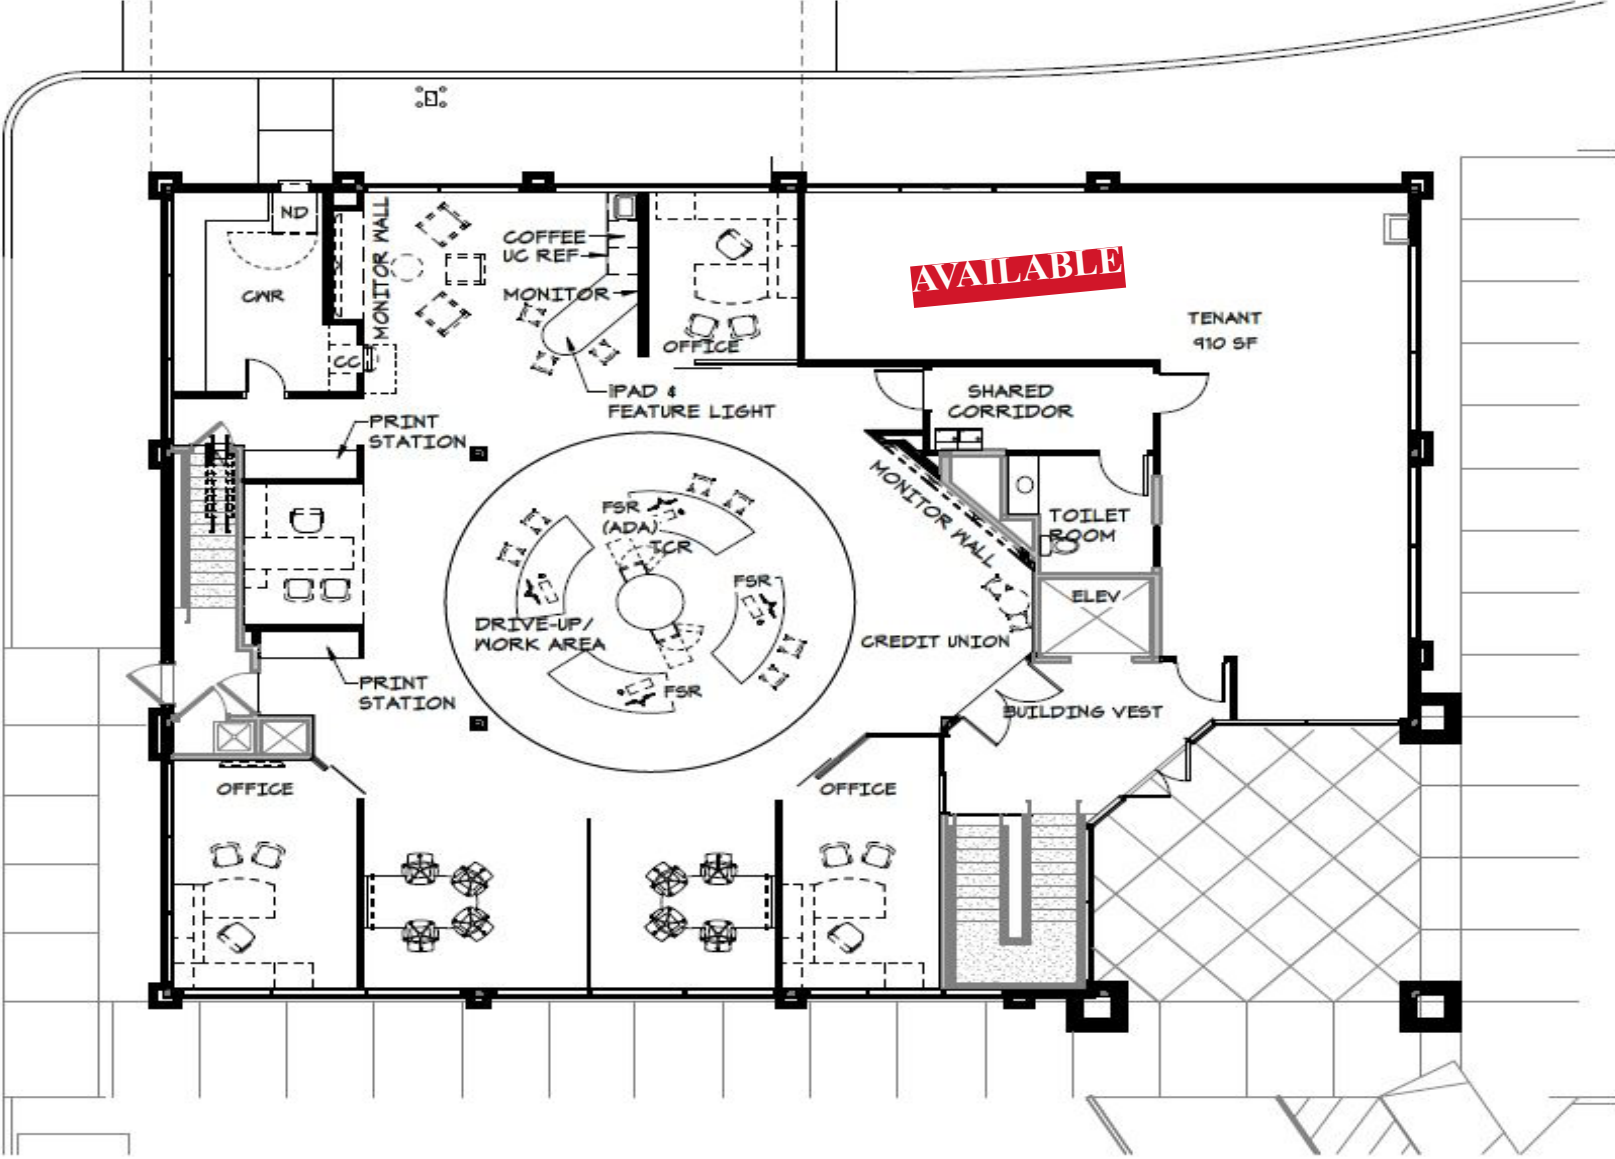 ND
MONITOR WALL
COFFEE
UC REF
MONITOR
CWR
CC
OFFICE
AVAILABLE
TENANT
910 SF
IPAD &
FEATURE LIGHT
SHARED
CORRIDOR
PRINT
STATION
MONITOR WALL
TOILET
ROOM
FSR
(ADA)
TCR
FSR
DRIVE-UP/
WORK AREA
ELEV
CREDIT UNION
FSR
PRINT
STATION
BUILDING VEST
OFFICE
OFFICE